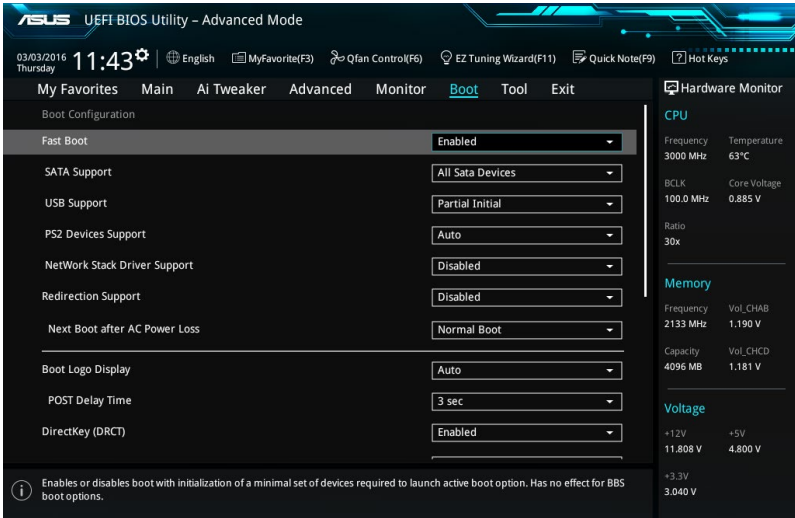 ASUS UEFI BIOS Utility – Advanced Mode
03/03/2016 Thursday 11:43 English MyFavorite(F3) Qfan Control(F6) EZ Tuning Wizard(F11) Quick Note(F9) ? Hot Keys
My Favorites Main Ai Tweaker Advanced Monitor Boot Tool Exit
Boot Configuration
Fast Boot Enabled
SATA Support All Sata Devices
USB Support Partial Initial
PS2 Devices Support Auto
NetWork Stack Driver Support Disabled
Redirection Support Disabled
Next Boot after AC Power Loss Normal Boot
Boot Logo Display Auto
POST Delay Time 3 sec
DirectKey (DRCT) Enabled
i Enables or disables boot with initialization of a minimal set of devices required to launch active boot option. Has no effect for BBS
boot options.
Hardware Monitor
CPU
Frequency Temperature
3000 MHz 63°C
BCLK Core Voltage
100.0 MHz 0.885 V
Ratio
30x
Memory
Frequency Vol_CHAB
2133 MHz 1.190 V
Capacity Vol_CHCD
4096 MB 1.181 V
Voltage
+12V +5V
11.808 V 4.800 V
+3.3V
3.040 V